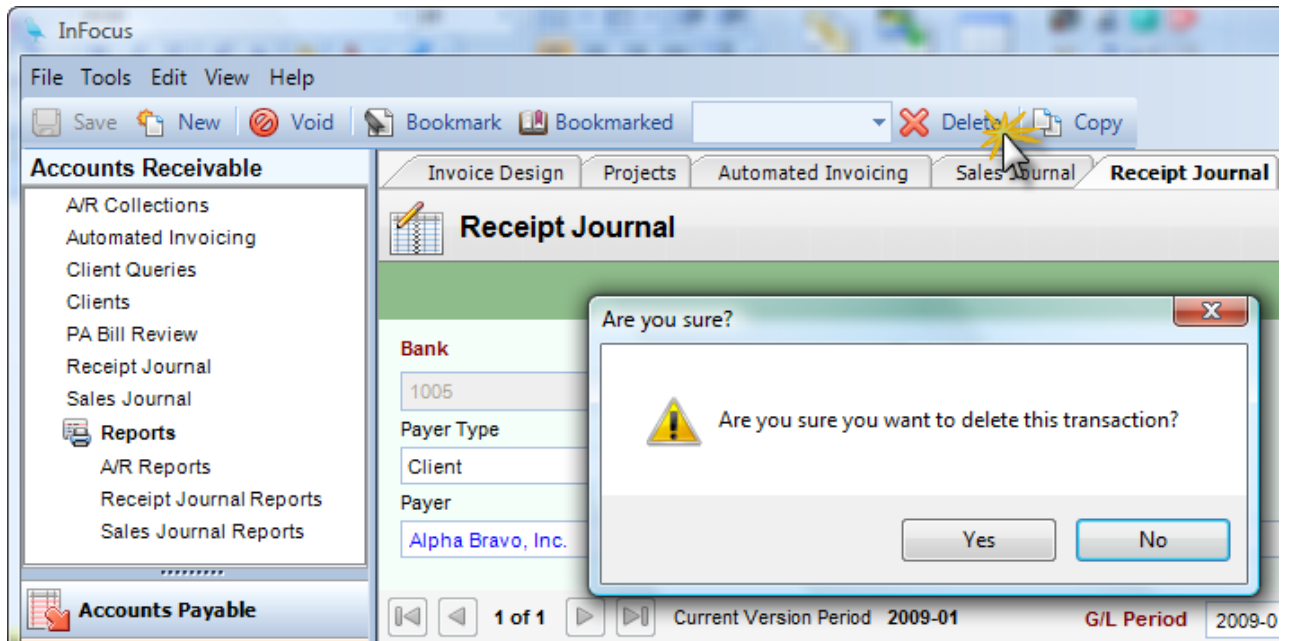 InFocus
File Tools Edit View Help
Save New Void Bookmark Bookmarked Delete Copy
Accounts Receivable
A/R Collections
Automated Invoicing
Client Queries
Clients
PA Bill Review
Receipt Journal
Sales Journal
Reports
A/R Reports
Receipt Journal Reports
Sales Journal Reports
Accounts Payable
Invoice Design Projects Automated Invoicing Sales Journal Receipt Journal
Receipt Journal
Bank
1005
Payer Type
Client
Payer
Alpha Bravo, Inc.
Are you sure?
Are you sure you want to delete this transaction?
Yes No
1 of 1 Current Version Period 2009-01 G/L Period 2009-0